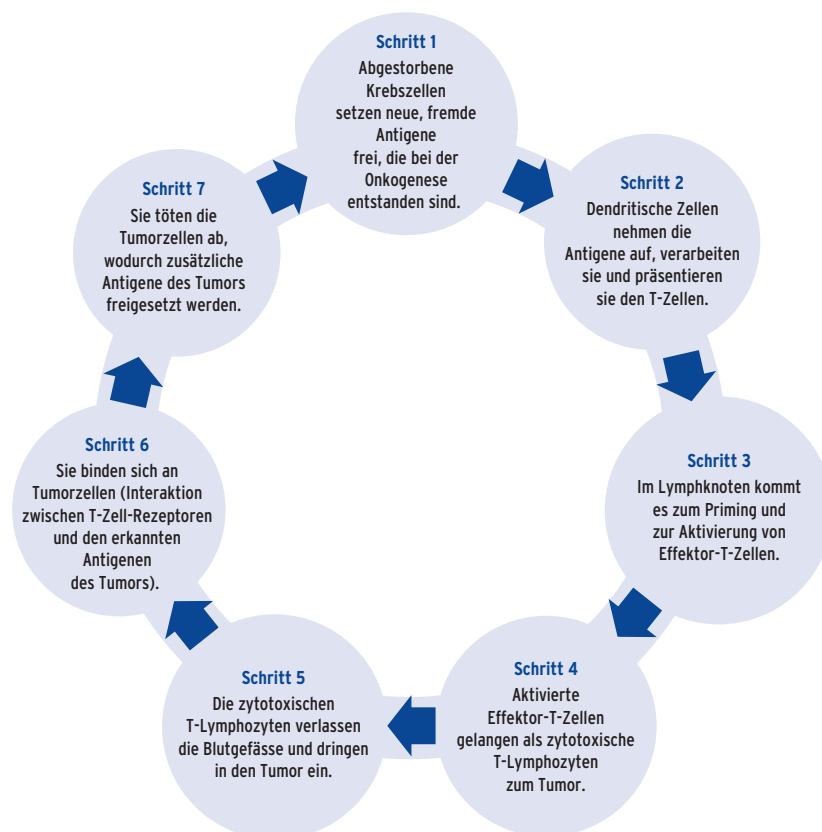 Schritt 1
Abgestorbene
Krebszellen
setzen neue, fremde
Antigene
frei, die bei der
Onkogenese
entstanden sind.
Schritt 2
Dendritische Zellen
nehmen die
Antigene auf, verarbeiten
sie und präsentieren
sie den T-Zellen.
Schritt 3
Im Lymphknoten kommt
es zum Priming und
zur Aktivierung von
Effektor-T-Zellen.
Schritt 4
Aktivierte
Effektor-T-Zellen
gelangen als zytotoxische
T-Lymphozyten
zum Tumor.
Schritt 5
Die zytotoxischen
T-Lymphozyten verlassen
die Blutgefässe und dringen
in den Tumor ein.
Schritt 6
Sie binden sich an
Tumorzellen (Interaktion
zwischen T-Zell-Rezeptoren
und den erkannten
Antigenen
des Tumors).
Schritt 7
Sie töten die
Tumorzellen ab,
wodurch zusätzliche
Antigene des Tumors
freigesetzt werden.